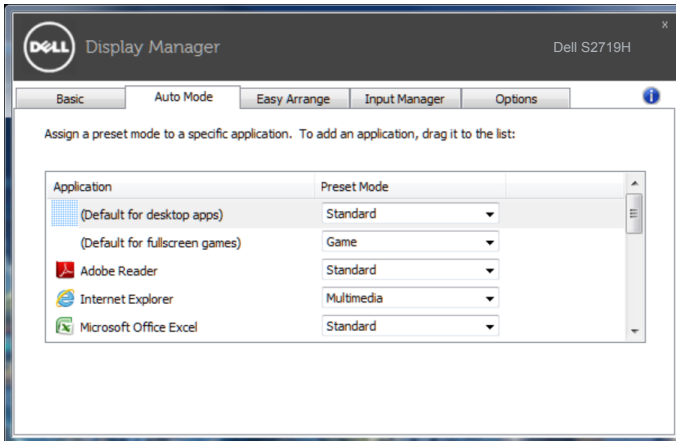 x
DELL Display Manager Dell S2719H
Basic Auto Mode Easy Arrange Input Manager Options i
Assign a preset mode to a specific application. To add an application, drag it to the list:
Application Preset Mode
(Default for desktop apps) Standard
(Default for fullscreen games) Game
Adobe Reader Standard
Internet Explorer Multimedia
Microsoft Office Excel Standard